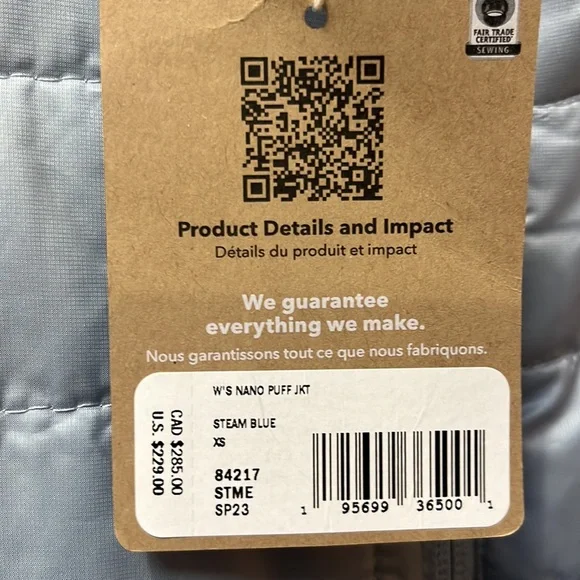 FAIR TRADE
CERTIFIED
SEWING
Product Details and Impact
Détails du produit et impact
We guarantee
everything we make.
Nous garantissons tout ce que nous fabriquons.
W'S NANO PUFF JKT
STEAM BLUE
XS
84217
STME
SP23
CAD $285.00
U.S. $229.00
1 95699 36500 1